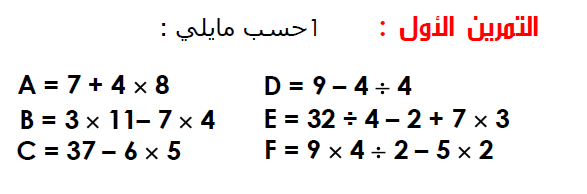 التمرين الأول : احسب مايلي :
A = 7 + 4 × 8
D = 9 – 4 ÷ 4
B = 3 × 11– 7 × 4
E = 32 ÷ 4 – 2 + 7 × 3
C = 37 – 6 × 5
F = 9 × 4 ÷ 2 – 5 × 2